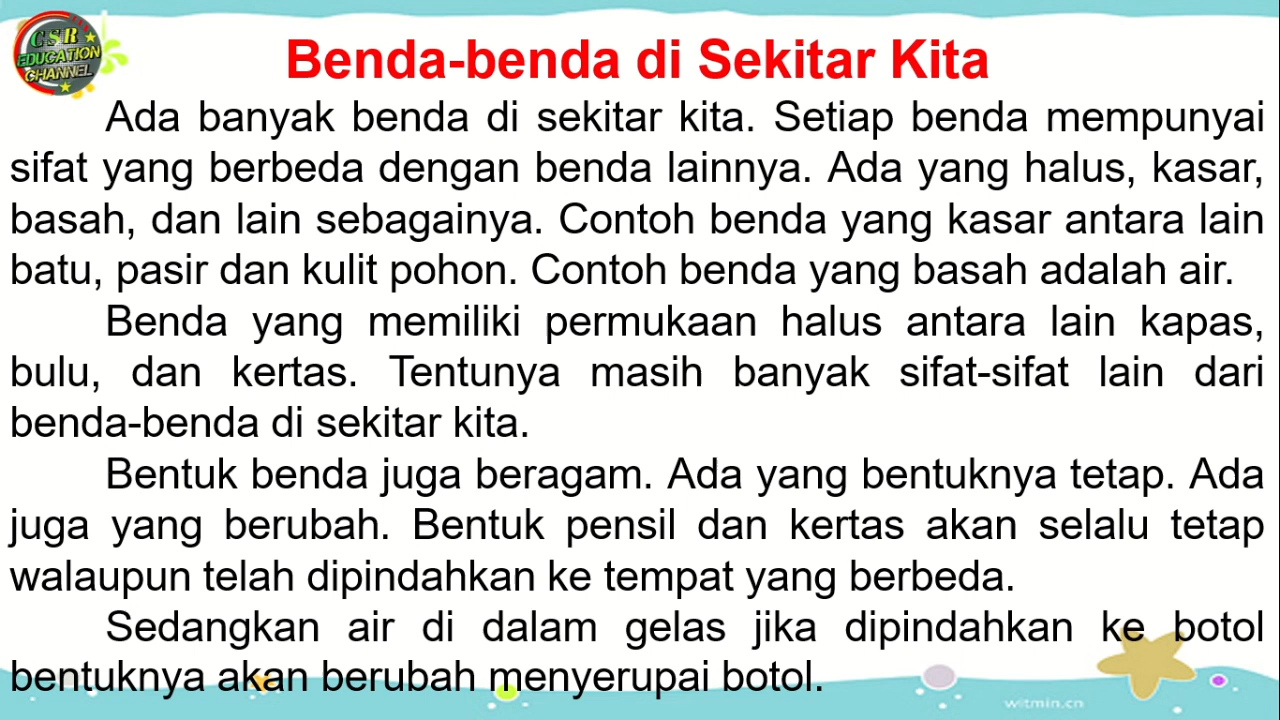 CSR
EDUCATION
CHANNEL
Benda-benda di Sekitar Kita
Ada banyak benda di sekitar kita. Setiap benda mempunyai
sifat yang berbeda dengan benda lainnya. Ada yang halus, kasar,
basah, dan lain sebagainya. Contoh benda yang kasar antara lain
batu, pasir dan kulit pohon. Contoh benda yang basah adalah air.
Benda yang memiliki permukaan halus antara lain kapas,
bulu, dan kertas. Tentunya masih banyak sifat-sifat lain dari
benda-benda di sekitar kita.
Bentuk benda juga beragam. Ada yang bentuknya tetap. Ada
juga yang berubah. Bentuk pensil dan kertas akan selalu tetap
walaupun telah dipindahkan ke tempat yang berbeda.
Sedangkan air di dalam gelas jika dipindahkan ke botol
bentuknya akan berubah menyerupai botol.
witmin.cn